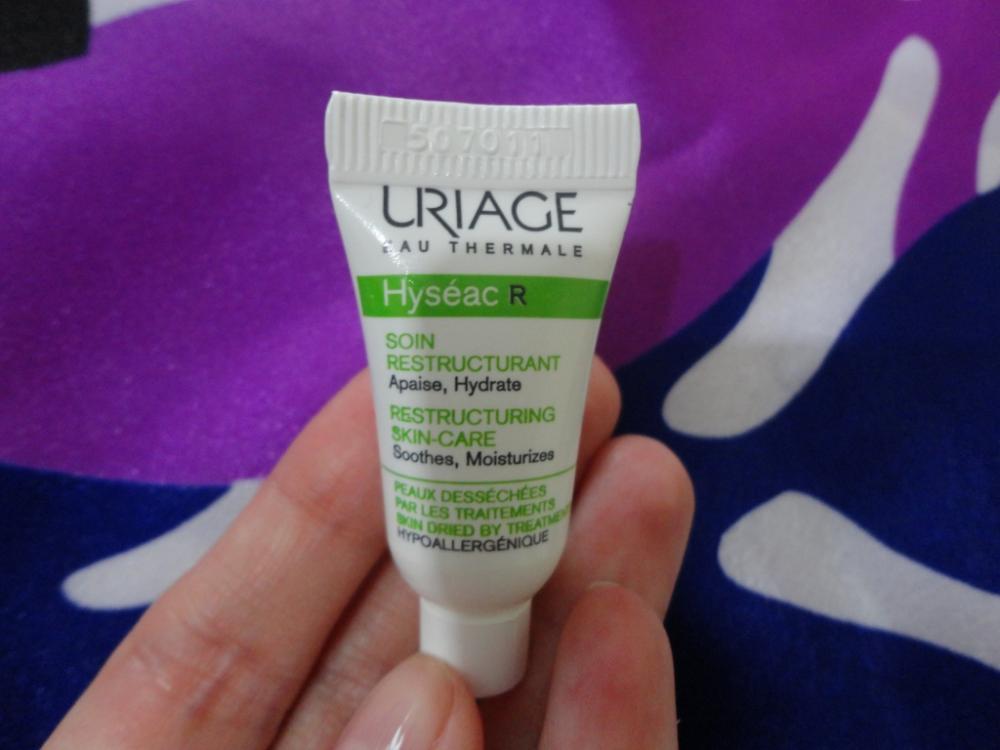 507011
URIAGE
EAU THERMALE
Hyséac R
SOIN
RESTRUCTURANT
Apaise, Hydrate
RESTRUCTURING
SKIN-CARE
Soothes, Moisturizes
PEAUX DESSÉCHÉES
PAR LES TRAITEMENTS
SKIN DRIED BY
HYPOALLERGÉNIQUE